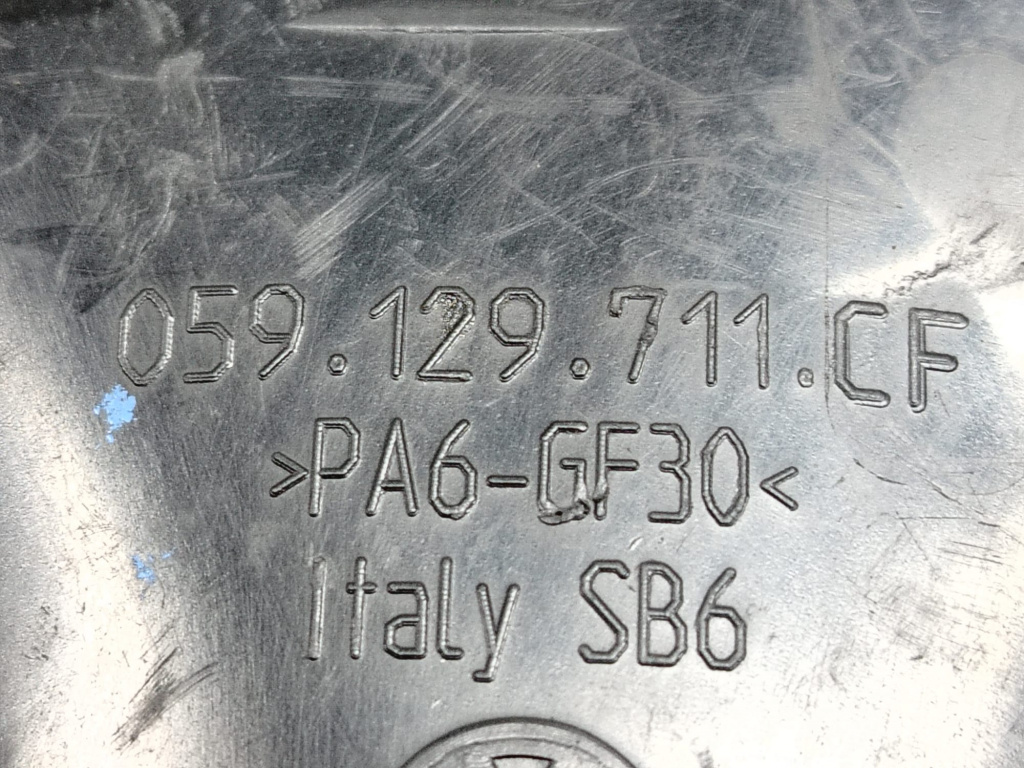 059.129.711.CF
>PA6-GF30<
Italy SB6